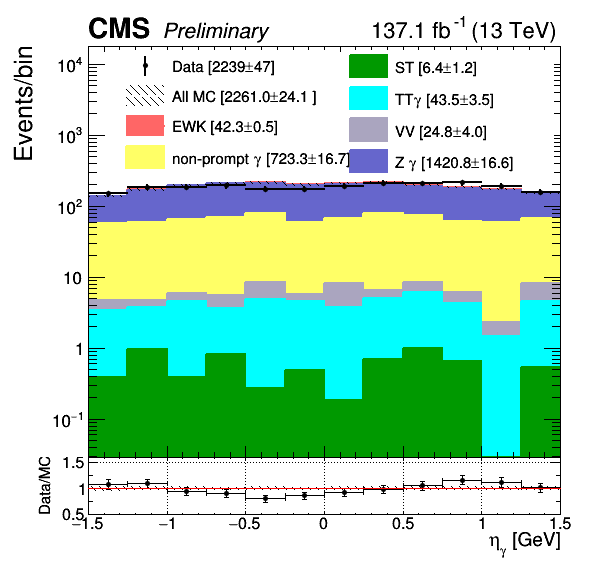 CMS Preliminary 137.1 fb⁻¹ (13 TeV)
Events/bin
10⁴
10³
10²
10
1
10⁻¹
Data [2239±47]
All MC [2261.0±24.1 ]
EWK [42.3±0.5]
non-prompt γ [723.3±16.7]
ST [6.4±1.2]
TTγ [43.5±3.5]
VV [24.8±4.0]
Z γ [1420.8±16.6]
Data/MC
1.5
1
0.5
−1.5 −1 −0.5 0 0.5 1 1.5
ηγ [GeV]